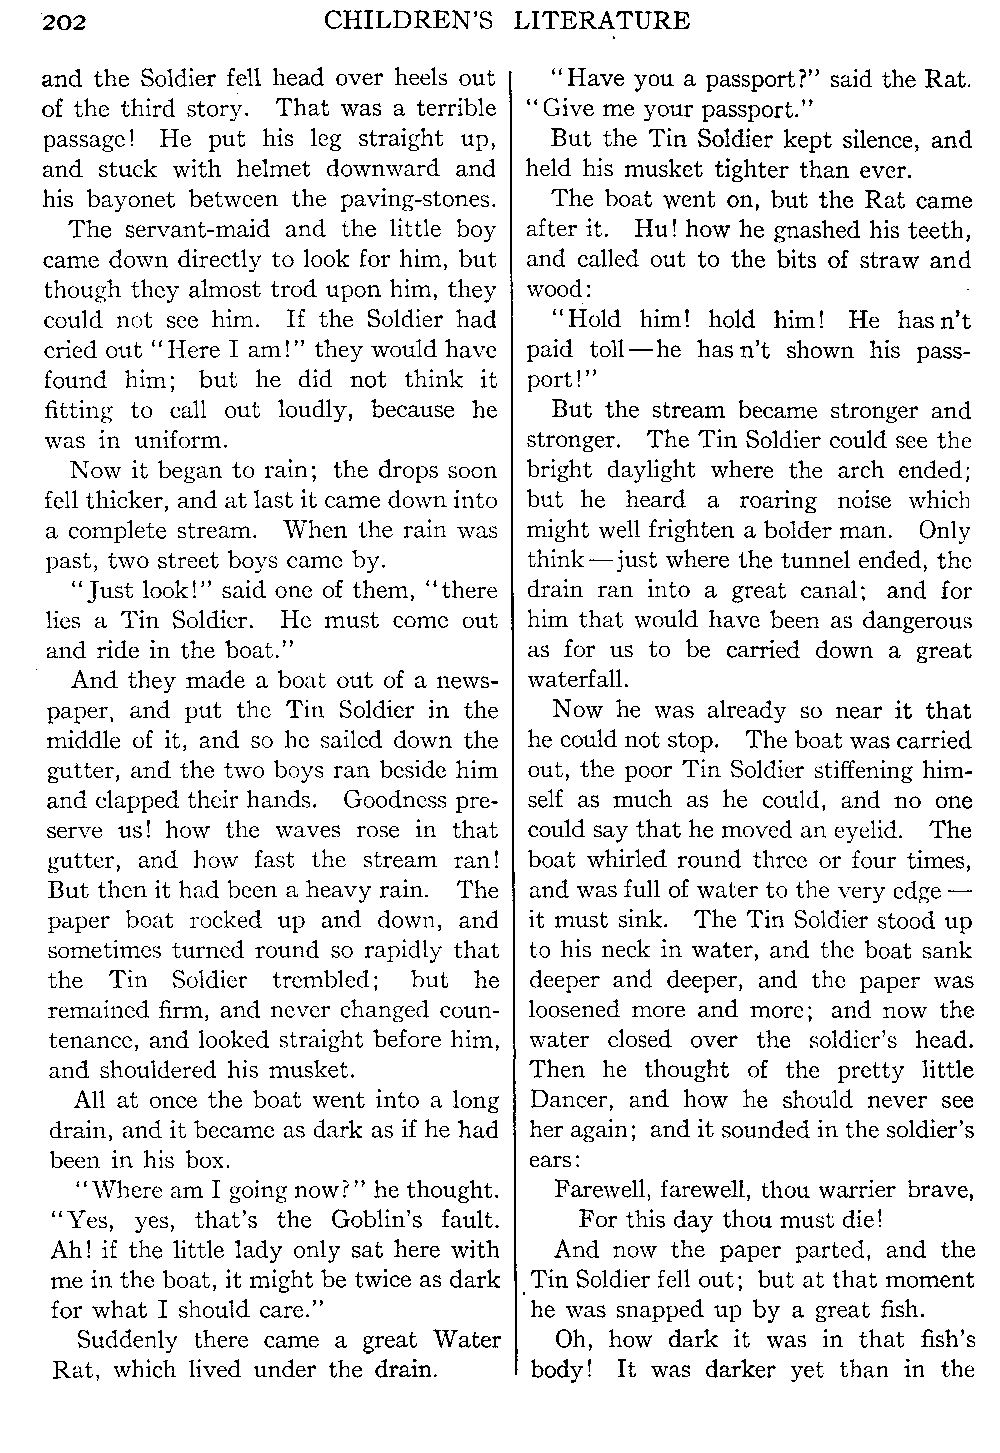 202 CHILDREN'S LITERATURE
and the Soldier fell head over heels out
of the third story. That was a terrible
passage! He put his leg straight up,
and stuck with helmet downward and
his bayonet between the paving-stones.
The servant-maid and the little boy
came down directly to look for him, but
though they almost trod upon him, they
could not see him. If the Soldier had
cried out "Here I am!" they would have
found him; but he did not think it
fitting to call out loudly, because he
was in uniform.
Now it began to rain; the drops soon
fell thicker, and at last it came down into
a complete stream. When the rain was
past, two street boys came by.
"Just look!" said one of them, "there
lies a Tin Soldier. He must come out
and ride in the boat."
And they made a boat out of a news-
paper, and put the Tin Soldier in the
middle of it, and so he sailed down the
gutter, and the two boys ran beside him
and clapped their hands. Goodness pre-
serve us! how the waves rose in that
gutter, and how fast the stream ran!
But then it had been a heavy rain. The
paper boat rocked up and down, and
sometimes turned round so rapidly that
the Tin Soldier trembled; but he
remained firm, and never changed coun-
tenance, and looked straight before him,
and shouldered his musket.
All at once the boat went into a long
drain, and it became as dark as if he had
been in his box.
"Where am I going now?" he thought.
"Yes, yes, that's the Goblin's fault.
Ah! if the little lady only sat here with
me in the boat, it might be twice as dark
for what I should care."
Suddenly there came a great Water
Rat, which lived under the drain.
"Have you a passport?" said the Rat.
"Give me your passport."
But the Tin Soldier kept silence, and
held his musket tighter than ever.
The boat went on, but the Rat came
after it. Hu! how he gnashed his teeth,
and called out to the bits of straw and
wood:
"Hold him! hold him! He has n't
paid toll—he has n't shown his pass-
port!"
But the stream became stronger and
stronger. The Tin Soldier could see the
bright daylight where the arch ended;
but he heard a roaring noise which
might well frighten a bolder man. Only
think—just where the tunnel ended, the
drain ran into a great canal; and for
him that would have been as dangerous
as for us to be carried down a great
waterfall.
Now he was already so near it that
he could not stop. The boat was carried
out, the poor Tin Soldier stiffening him-
self as much as he could, and no one
could say that he moved an eyelid. The
boat whirled round three or four times,
and was full of water to the very edge—
it must sink. The Tin Soldier stood up
to his neck in water, and the boat sank
deeper and deeper, and the paper was
loosened more and more; and now the
water closed over the soldier's head.
Then he thought of the pretty little
Dancer, and how he should never see
her again; and it sounded in the soldier's
ears:
Farewell, farewell, thou warrier brave,
For this day thou must die!
And now the paper parted, and the
Tin Soldier fell out; but at that moment
he was snapped up by a great fish.
Oh, how dark it was in that fish's
body! It was darker yet than in the